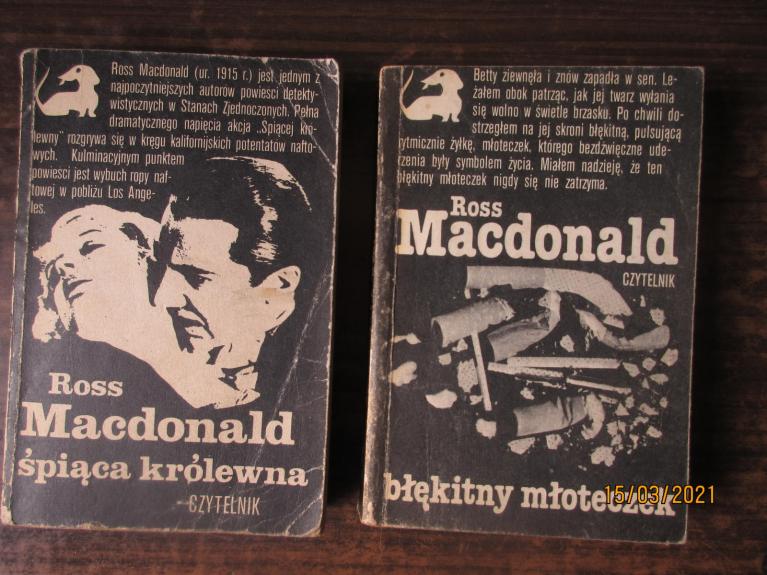 Ross Macdonald (ur. 1915 r.) jest jednym z
najpoczytniejszych autorów powieści detekty-
wistycznych w Stanach Zjednoczonych. Pełna
dramatycznego napięcia akcja „Śpiącej kró-
lewny" rozgrywa się w kręgu kalifornijskich potentatów nafto-
wych. Kulminacyjnym punktem
powieści jest wybuch ropy naf-
towej w pobliżu Los Ange-
les.
Ross
Macdonald
śpiąca królewna
CZYTELNIK
Betty ziewnęła i znów zapadła w sen. Le-
żałem obok patrząc, jak jej twarz wyłania
się wolno w świetle brzasku. Po chwili do-
strzegłem na jej skroni błękitną, pulsującą
rytmicznie żyłkę, młoteczek, którego bezdźwięczne ude-
rzenia były symbolem życia. Miałem nadzieję, że ten
błękitny młoteczek nigdy się nie zatrzyma.
Ross
Macdonald
CZYTELNIK
błękitny młoteczek
15/03/2021